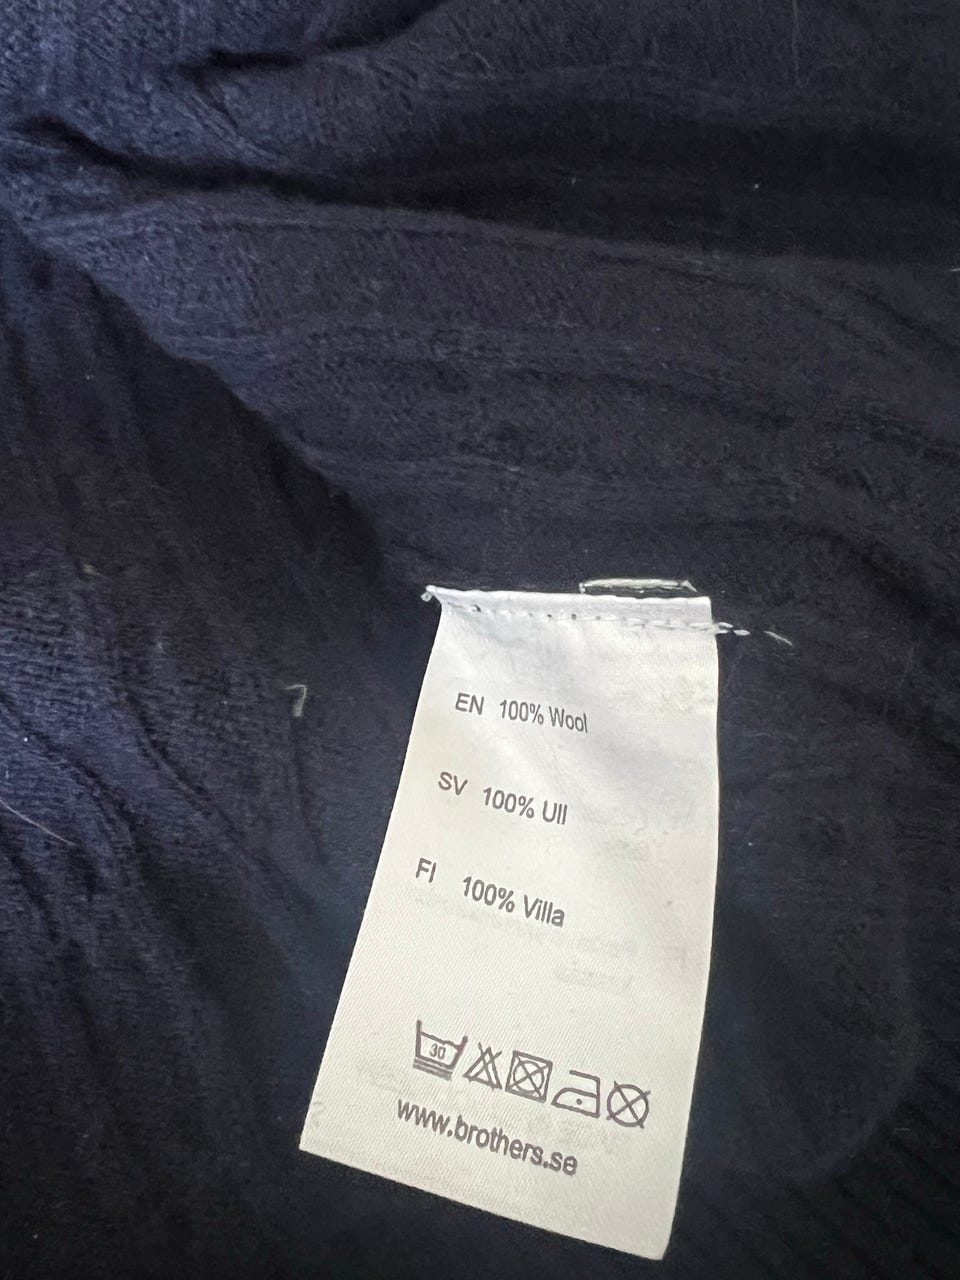 EN 100% Wool
SV 100% Ull
FI 100% Villa
30
www.brothers.se